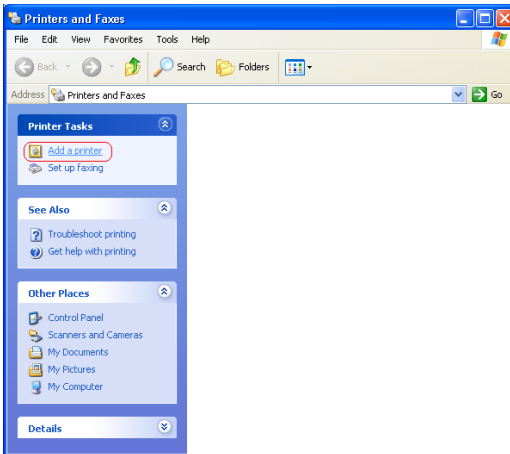 Printers and Faxes
File Edit View Favorites Tools Help
Back Search Folders
Address Printers and Faxes Go
Printer Tasks
Add a printer
Set up faxing
See Also
Troubleshoot printing
Get help with printing
Other Places
Control Panel
Scanners and Cameras
My Documents
My Pictures
My Computer
Details